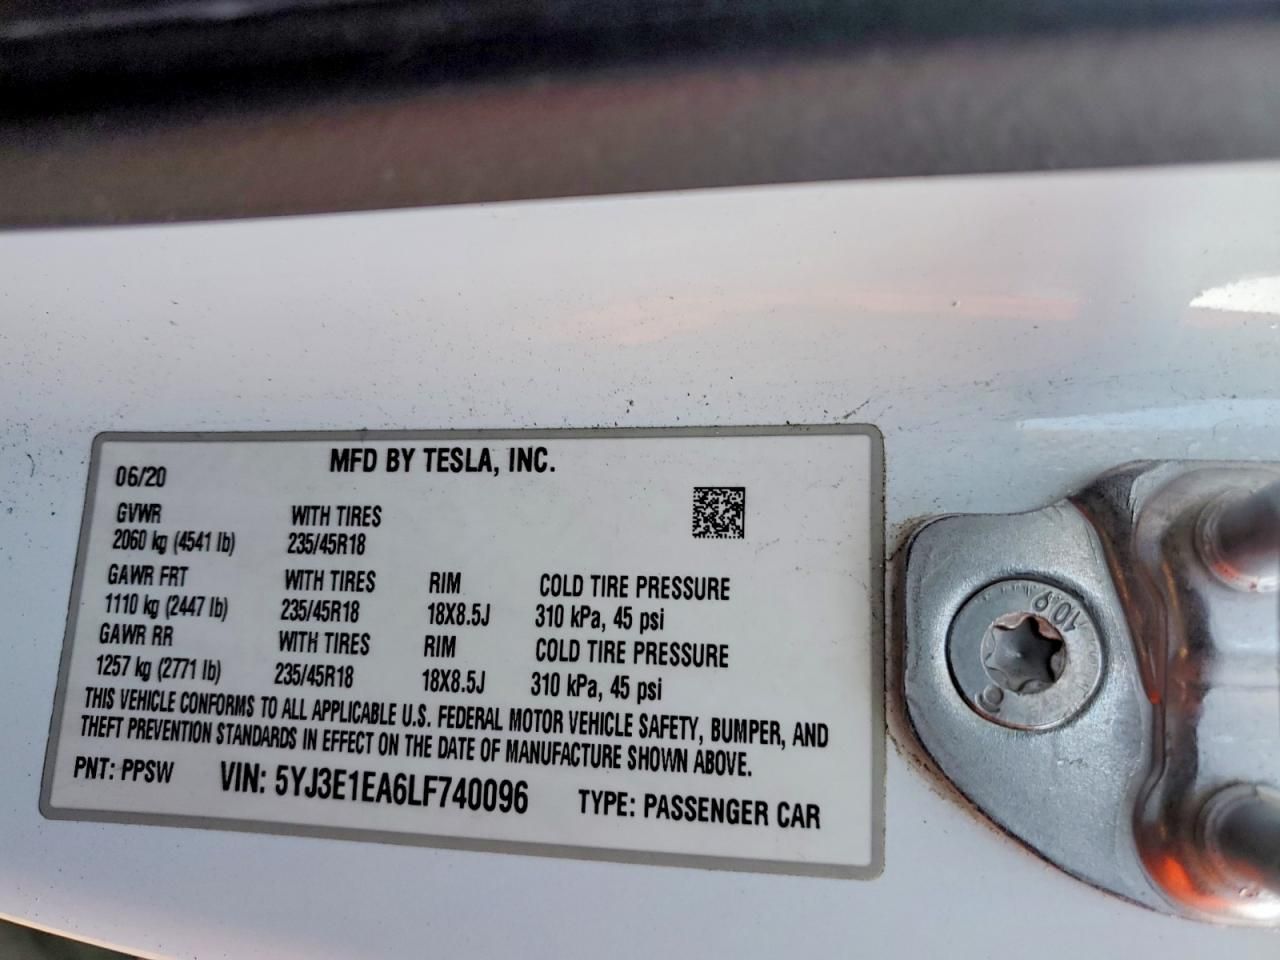 MFD BY TESLA, INC.
06/20
GVWR WITH TIRES
2060 kg (4541 lb) 235/45R18
GAWR FRT WITH TIRES RIM COLD TIRE PRESSURE
1110 kg (2447 lb) 235/45R18 18X8.5J 310 kPa, 45 psi
GAWR RR WITH TIRES RIM COLD TIRE PRESSURE
1257 kg (2771 lb) 235/45R18 18X8.5J 310 kPa, 45 psi
THIS VEHICLE CONFORMS TO ALL APPLICABLE U.S. FEDERAL MOTOR VEHICLE SAFETY, BUMPER, AND
THEFT PREVENTION STANDARDS IN EFFECT ON THE DATE OF MANUFACTURE SHOWN ABOVE.
PNT: PPSW VIN: 5YJ3E1EA6LF740096 TYPE: PASSENGER CAR
10.9